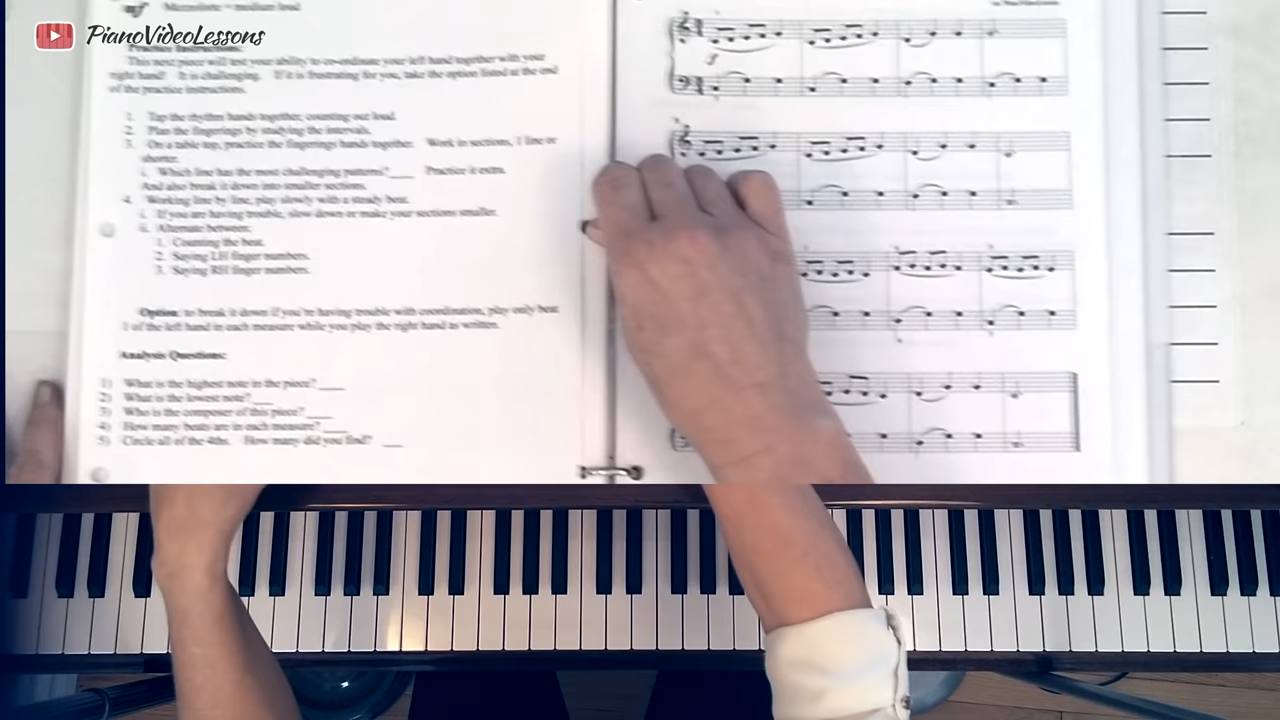 PianoVideoLessons
mf Mezzoforte = medium loud
Practice Instructions:
This next piece will test your ability to co-ordinate your left hand together with your
right hand! It is challenging. If it is frustrating for you, take the option listed at the end
of the practice instructions.
1. Tap the rhythm hands together, counting out loud.
2. Plan the fingerings by studying the intervals.
3. On a table top, practice the fingerings hands together. Work in sections, 1 line or
shorter.
i. Which line has the most challenging patterns?____ Practice it extra.
And also break it down into smaller sections.
4. Working line by line, play slowly with a steady beat.
i. If you are having trouble, slow down or make your sections smaller.
ii. Alternate between:
1. Counting the beat.
2. Saying LH finger numbers.
3. Saying RH finger numbers.
Option: to break it down if you're having trouble with coordination, play only beat
1 of the left hand in each measure while you play the right hand as written.
Analysis Questions:
1) What is the highest note in the piece? ____
2) What is the lowest note? ___
3) Who is the composer of this piece? ____
4) How many beats are in each measure? ____
5) Circle all of the 4ths. How many did you find? ___
f